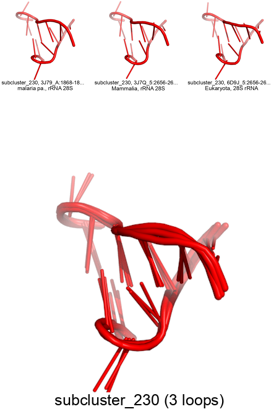 subcluster_230, 3J79_A:1868-18...
malaria pa., rRNA 28S
subcluster_230, 3J7Q_5:2656-26...
Mammalia, rRNA 28S
subcluster_230, 6D9J_5:2656-26...
Eukaryota, 28S rRNA
subcluster_230 (3 loops)